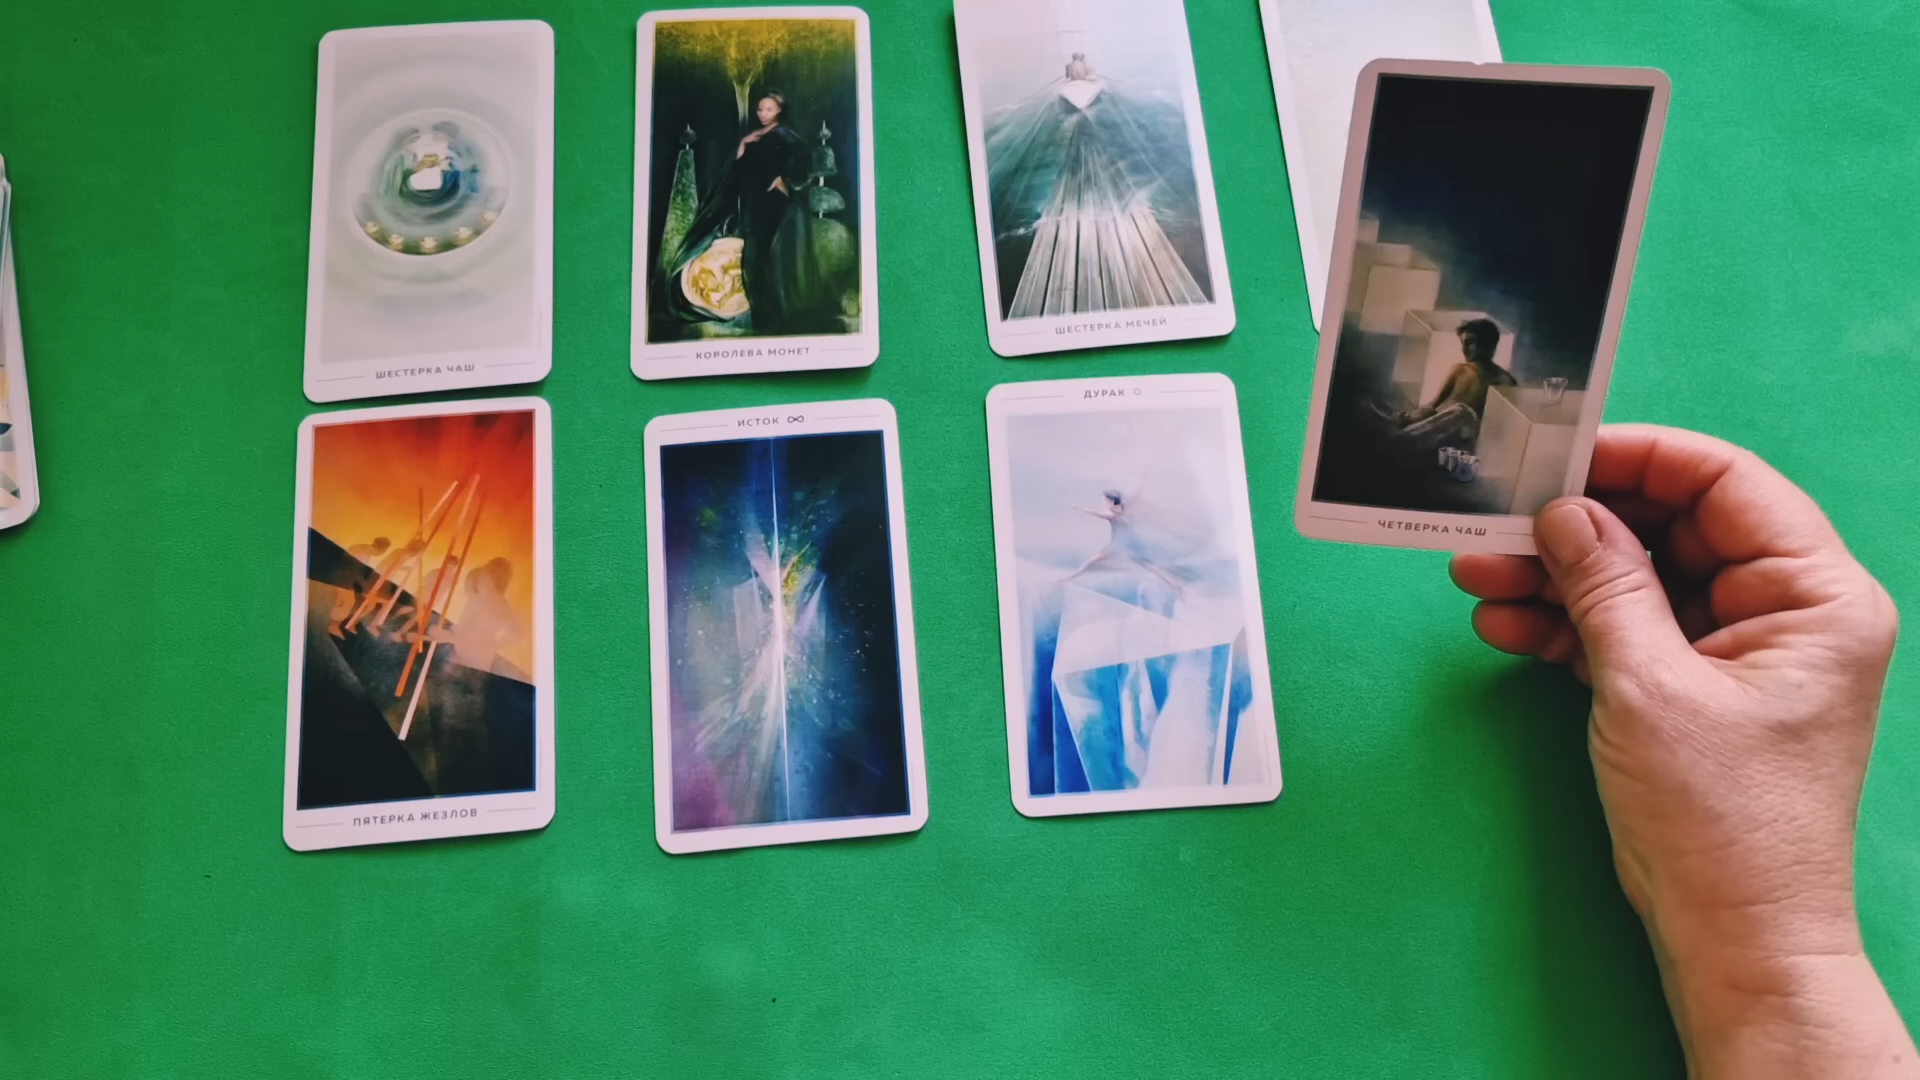 ШЕСТЕРКА ЧАШ
КОРОЛЕВА МОНЕТ
ШЕСТЕРКА МЕЧЕЙ
ЧЕТВЕРКА ЧАШ
ПЯТЕРКА ЖЕЗЛОВ
ИСТОК ∞
ДУРАК 0